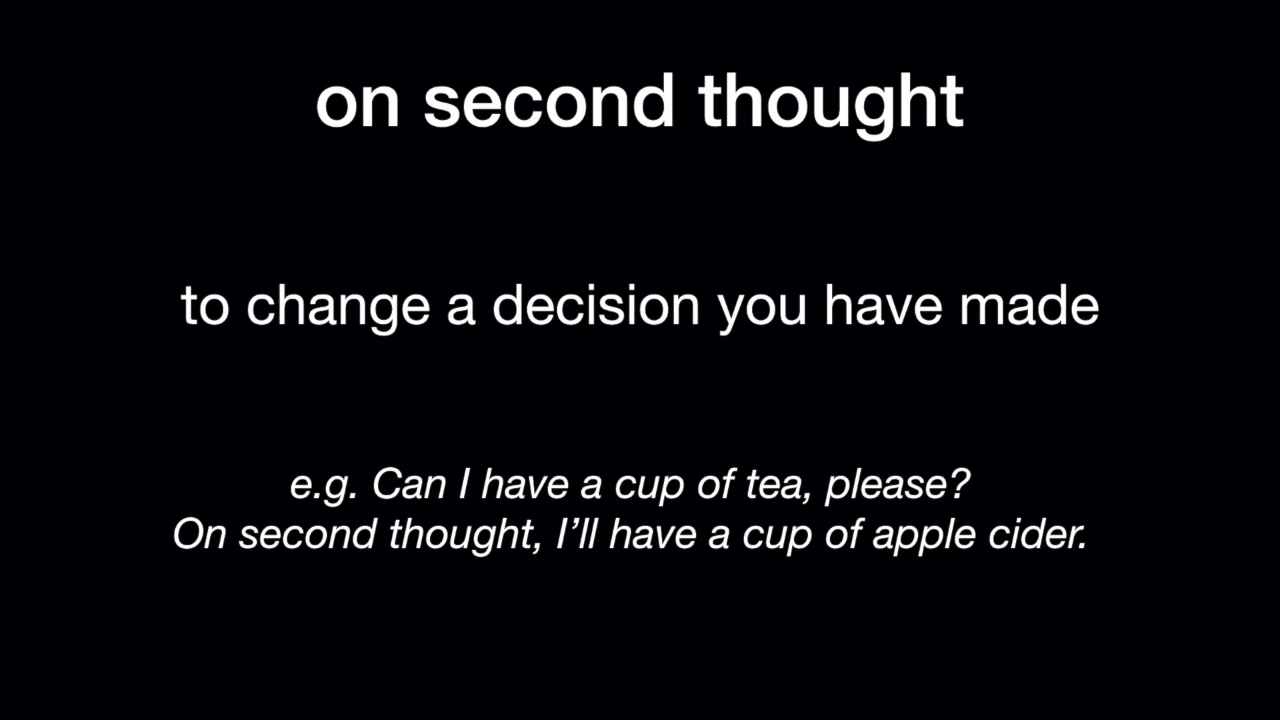 on second thought
to change a decision you have made
e.g. Can I have a cup of tea, please?
On second thought, I’ll have a cup of apple cider.